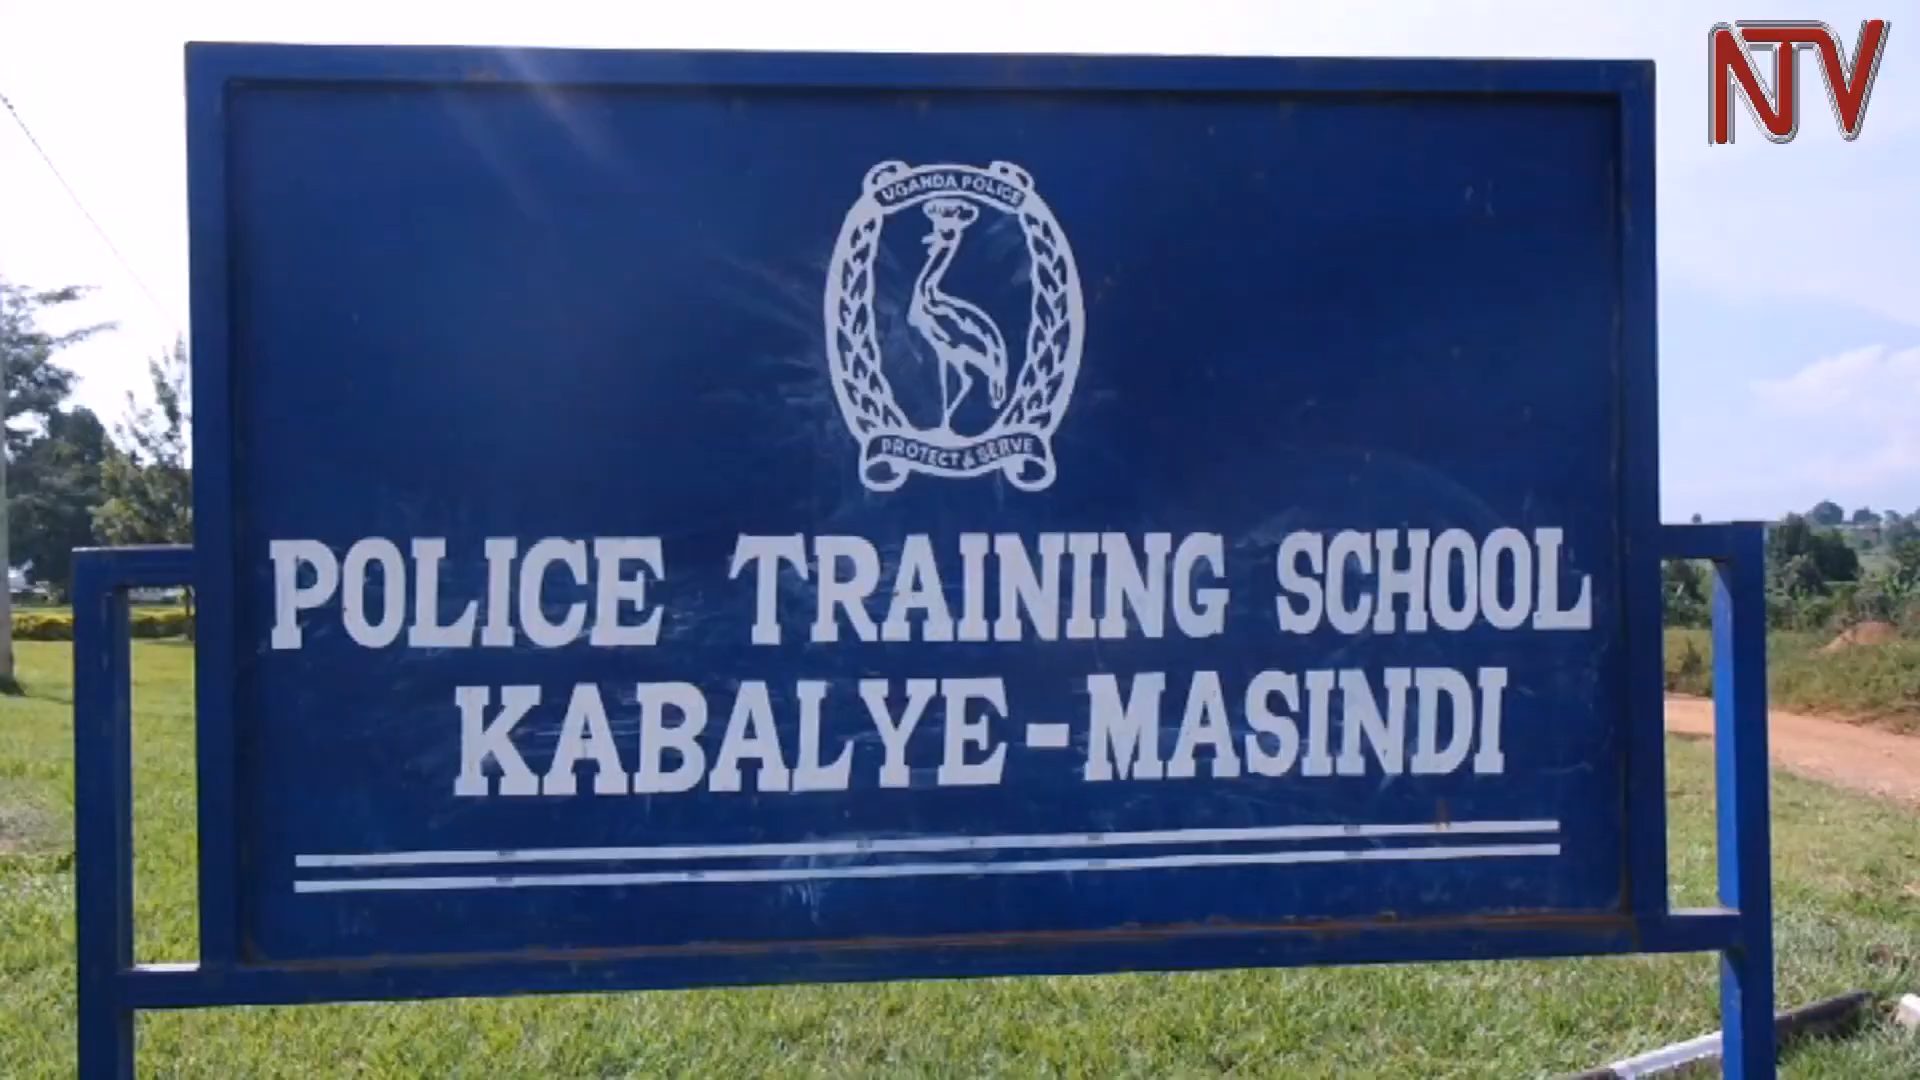 NTV
UGANDA POLICE
PROTECT & SERVE
POLICE TRAINING SCHOOL
KABALYE-MASINDI